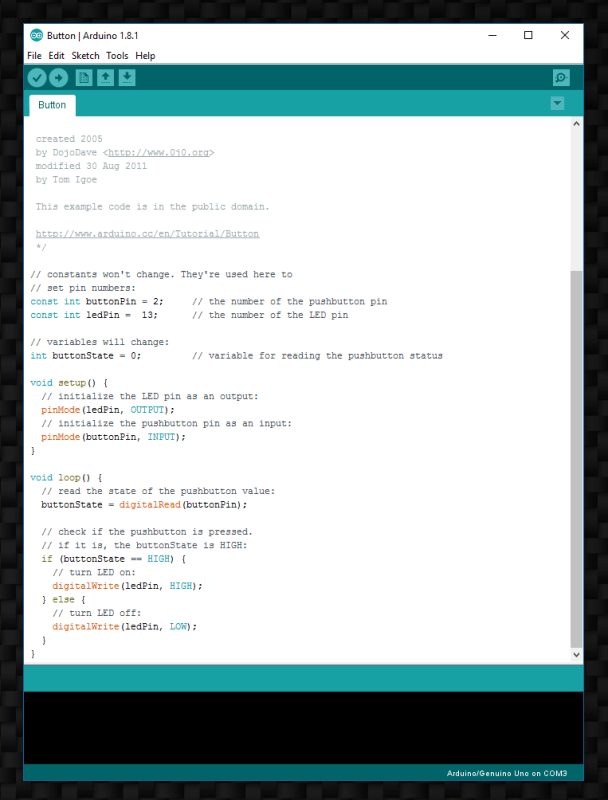 Button | Arduino 1.8.1
File Edit Sketch Tools Help
Button
created 2005
by DojoDave <http://www.0j0.org>
modified 30 Aug 2011
by Tom Igoe
This example code is in the public domain.
http://www.arduino.cc/en/Tutorial/Button
*/
// constants won't change. They're used here to
// set pin numbers:
const int buttonPin = 2;     // the number of the pushbutton pin
const int ledPin =  13;      // the number of the LED pin
// variables will change:
int buttonState = 0;         // variable for reading the pushbutton status
void setup() {
  // initialize the LED pin as an output:
  pinMode(ledPin, OUTPUT);
  // initialize the pushbutton pin as an input:
  pinMode(buttonPin, INPUT);
}
void loop() {
  // read the state of the pushbutton value:
  buttonState = digitalRead(buttonPin);
  // check if the pushbutton is pressed.
  // if it is, the buttonState is HIGH:
  if (buttonState == HIGH) {
    // turn LED on:
    digitalWrite(ledPin, HIGH);
  } else {
    // turn LED off:
    digitalWrite(ledPin, LOW);
  }
}
Arduino/Genuino Uno on COM3